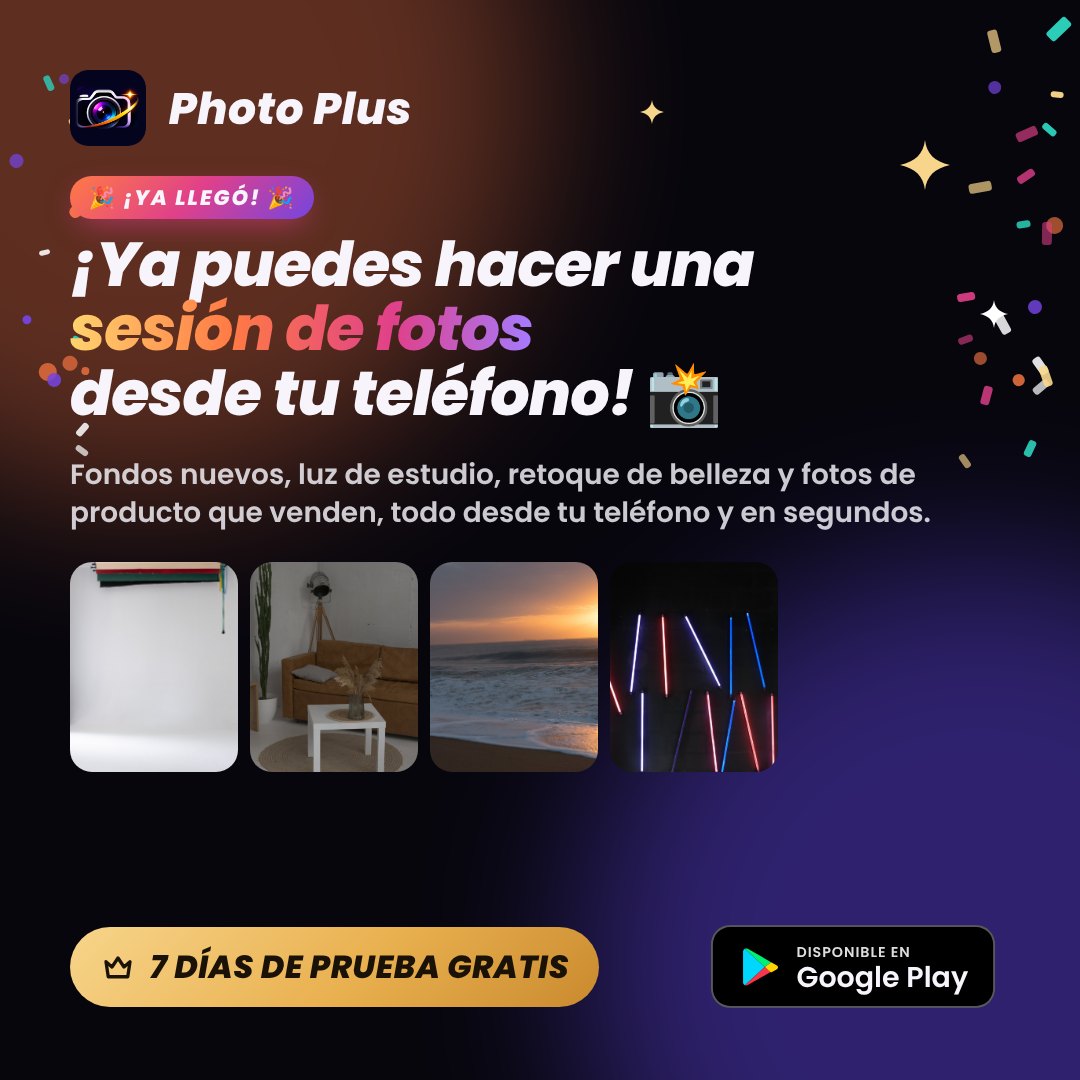 Photo Plus
🎉 ¡YA LLEGÓ! 🎉
¡Ya puedes hacer una
sesión de fotos
desde tu teléfono! 📸
Fondos nuevos, luz de estudio, retoque de belleza y fotos de
producto que venden, todo desde tu teléfono y en segundos.
7 DÍAS DE PRUEBA GRATIS
DISPONIBLE EN
Google Play